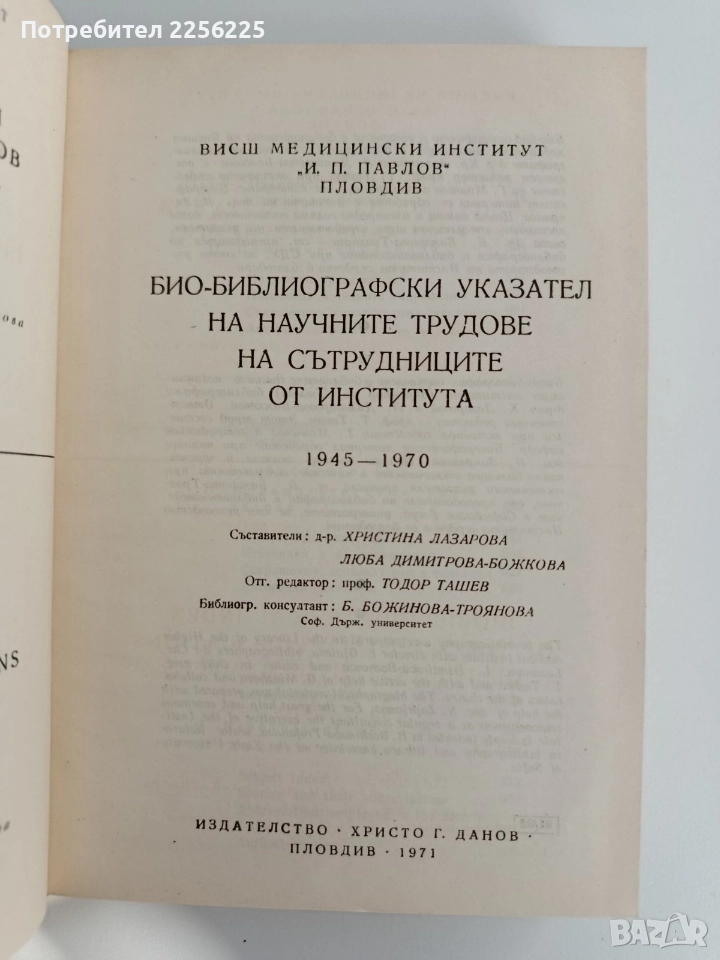 Потребител 2256225
ВИСШ МЕДИЦИНСКИ ИНСТИТУТ
„И. П. ПАВЛОВ“
ПЛОВДИВ
БИО-БИБЛИОГРАФСКИ УКАЗАТЕЛ
НА НАУЧНИТЕ ТРУДОВЕ
НА СЪТРУДНИЦИТЕ
ОТ ИНСТИТУТА
1945—1970
Съставители: д-р. ХРИСТИНА ЛАЗАРОВА
ЛЮБА ДИМИТРОВА-БОЖКОВА
Отг. редактор: проф. ТОДОР ТАШЕВ
Библиогр. консултант: Б. БОЖИНОВА-ТРОЯНОВА
Соф. Държ. университет
ИЗДАТЕЛСТВО · ХРИСТО Г. ДАНОВ ·
ПЛОВДИВ · 1971
BAZAR